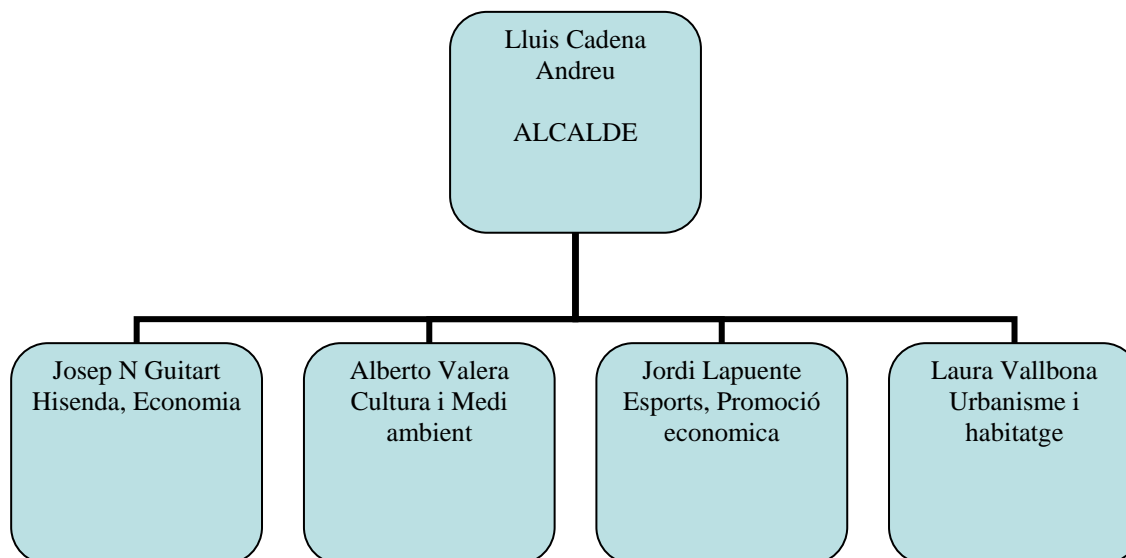 Lluis Cadena
Andreu
ALCALDE
Josep N Guitart
Hisenda, Economia
Alberto Valera
Cultura i Medi
ambient
Jordi Lapuente
Esports, Promoció
economica
Laura Vallbona
Urbanisme i
habitatge